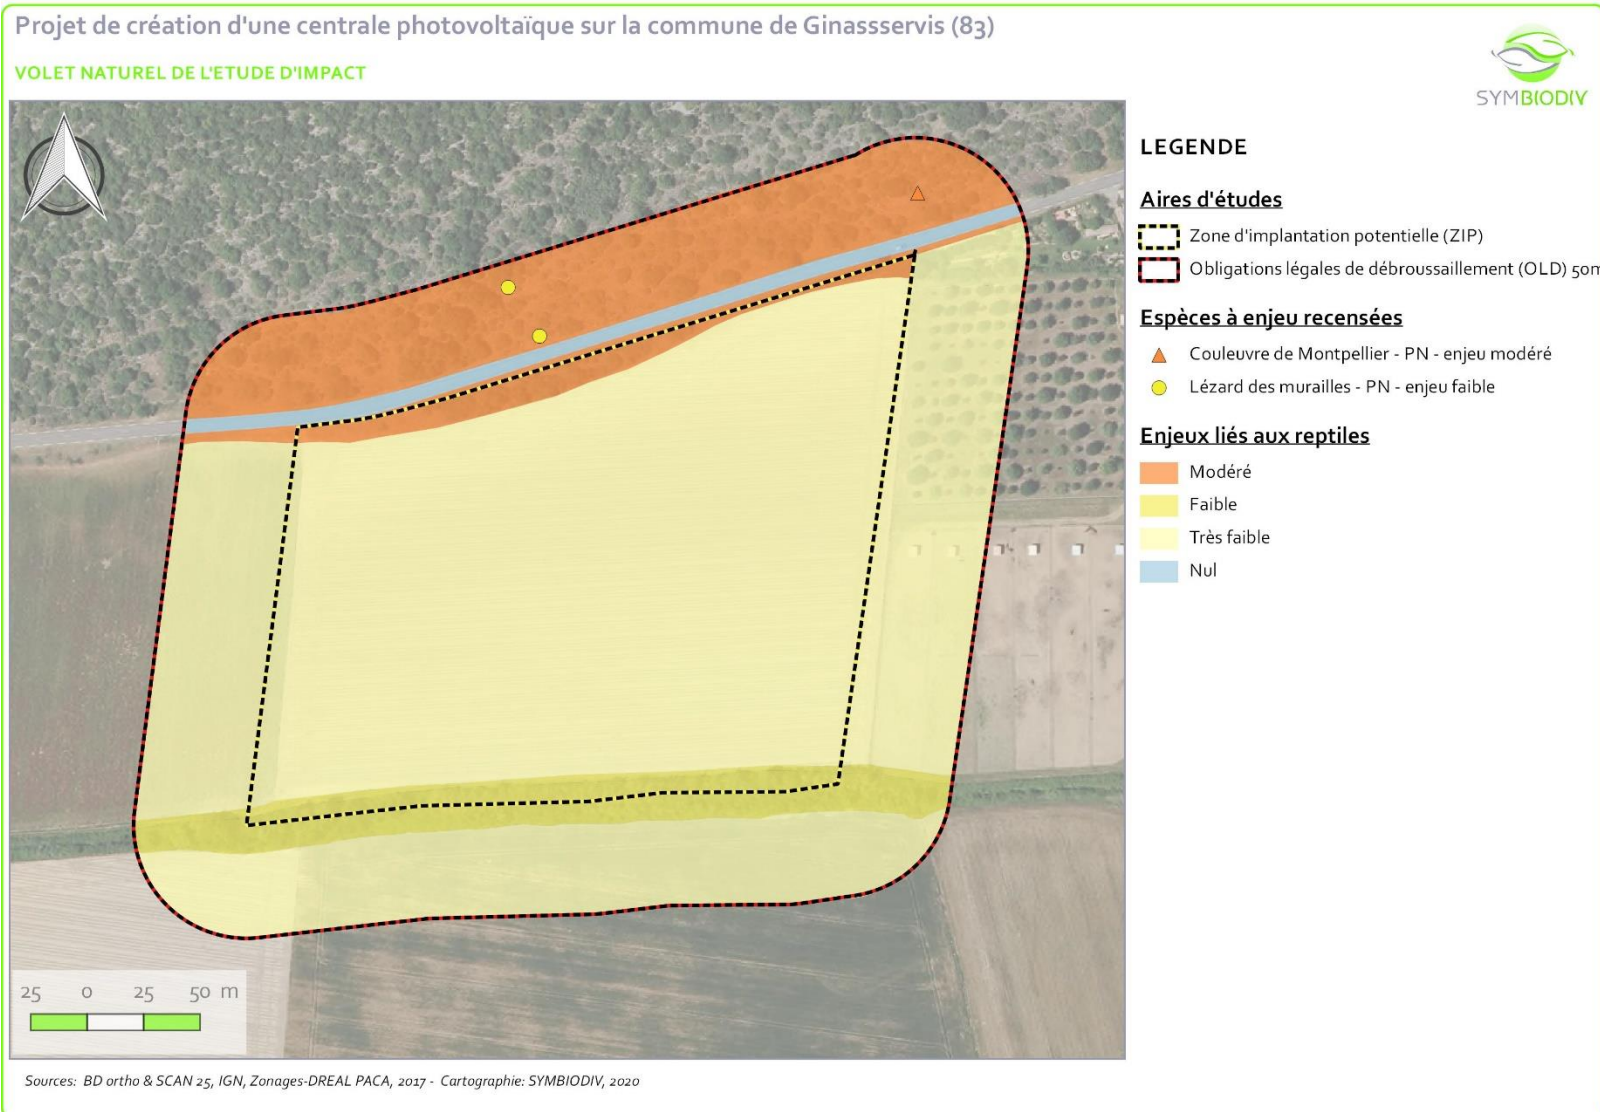 Projet de création d'une centrale photovoltaïque sur la commune de Ginassservis (83)
VOLET NATUREL DE L'ETUDE D'IMPACT
SYMBIODIV
LEGENDE
Aires d'études
Zone d'implantation potentielle (ZIP)
Obligations légales de débroussaillement (OLD) 50m
Espèces à enjeu recensées
Couleuvre de Montpellier - PN - enjeu modéré
Lézard des murailles - PN - enjeu faible
Enjeux liés aux reptiles
Modéré
Faible
Très faible
Nul
25 0 25 50 m
Sources: BD ortho & SCAN 25, IGN, Zonages-DREAL PACA, 2017 - Cartographie: SYMBIODIV, 2020